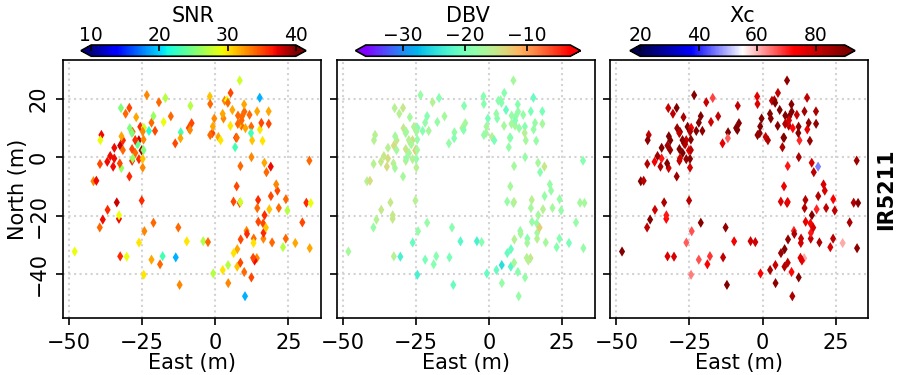 SNR DBV Xc
10 20 30 40 −30 −20 −10 20 40 60 80
North (m)
20
0
−20
−40
IR5211
−50 −25 0 25 −50 −25 0 25 −50 −25 0 25
East (m) East (m) East (m)